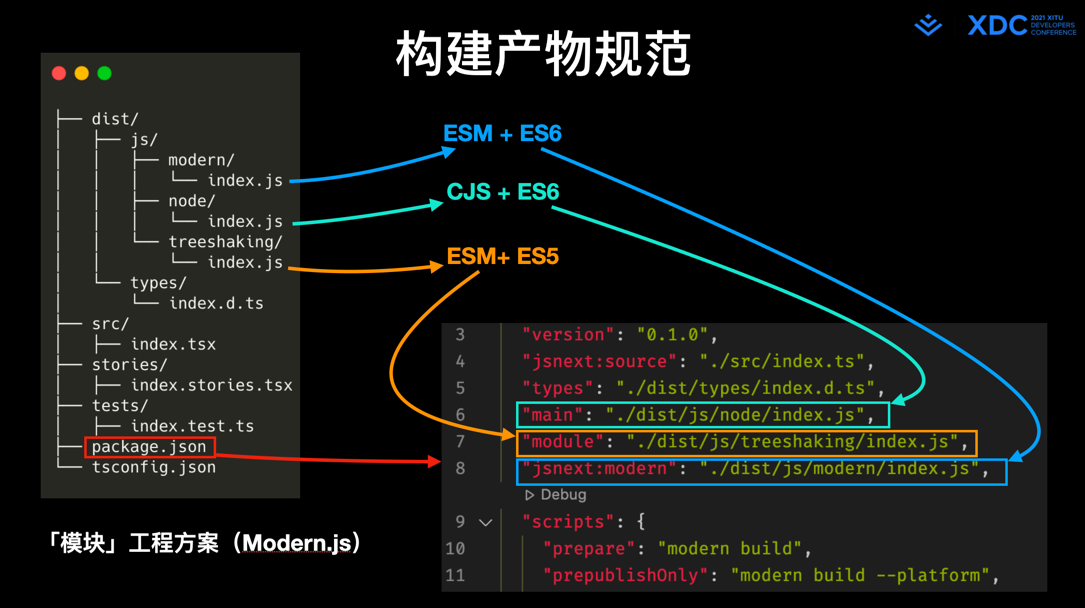 XDC
2021 XITU
DEVELOPERS
CONFERENCE
构建产物规范
├── dist/
│   ├── js/
│   │   ├── modern/
│   │   │   └── index.js
│   │   ├── node/
│   │   │   └── index.js
│   │   └── treeshaking/
│   │       └── index.js
│   └── types/
│       └── index.d.ts
├── src/
│   ├── index.tsx
├── stories/
│   ├── index.stories.tsx
├── tests/
│   ├── index.test.ts
├── package.json
└── tsconfig.json
「模块」工程方案（Modern.js）
ESM + ES6
CJS + ES6
ESM+ ES5
3 "version": "0.1.0",
4 "jsnext:source": "./src/index.ts",
5 "types": "./dist/types/index.d.ts",
6 "main": "./dist/js/node/index.js",
7 "module": "./dist/js/treeshaking/index.js",
8 "jsnext:modern": "./dist/js/modern/index.js",
Debug
9 "scripts": {
10 "prepare": "modern build",
11 "prepublishOnly": "modern build --platform",